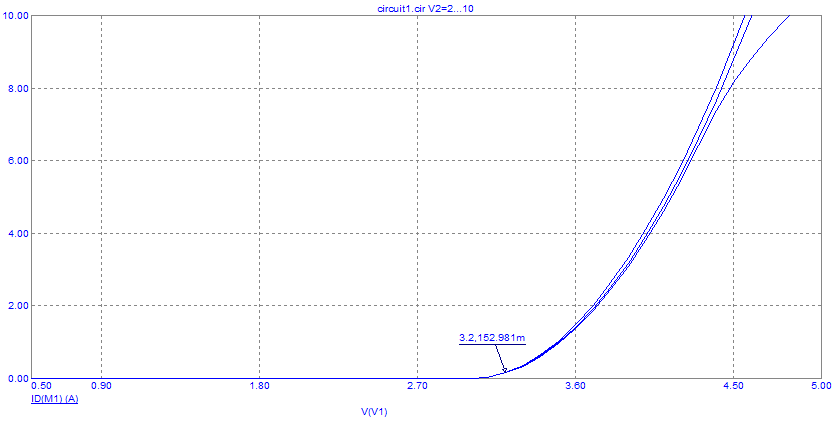 circuit1.cir V2=2...10
10.00
8.00
6.00
4.00
2.00
0.00
3.2,152.981m
0.50 0.90 1.80 2.70 3.60 4.50 5.00
ID(M1) (A)
V(V1)